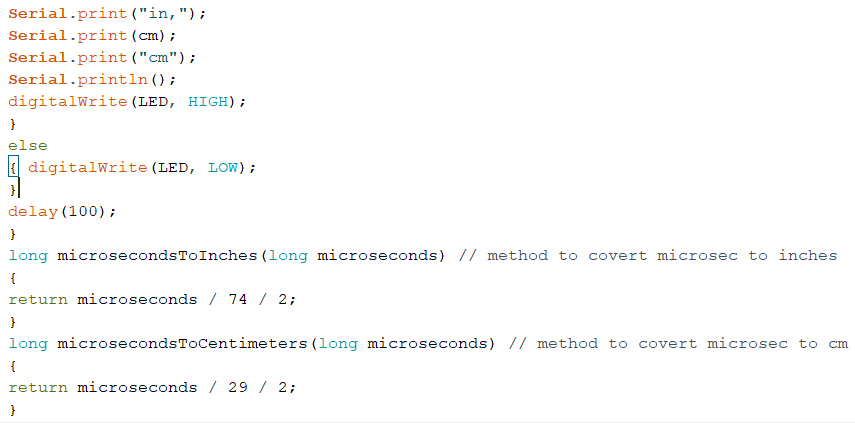 Serial.print("in,");
Serial.print(cm);
Serial.print("cm");
Serial.println();
digitalWrite(LED, HIGH);
}
else
{ digitalWrite(LED, LOW);
}
delay(100);
}
long microsecondsToInches(long microseconds) // method to covert microsec to inches
{
return microseconds / 74 / 2;
}
long microsecondsToCentimeters(long microseconds) // method to covert microsec to cm
{
return microseconds / 29 / 2;
}